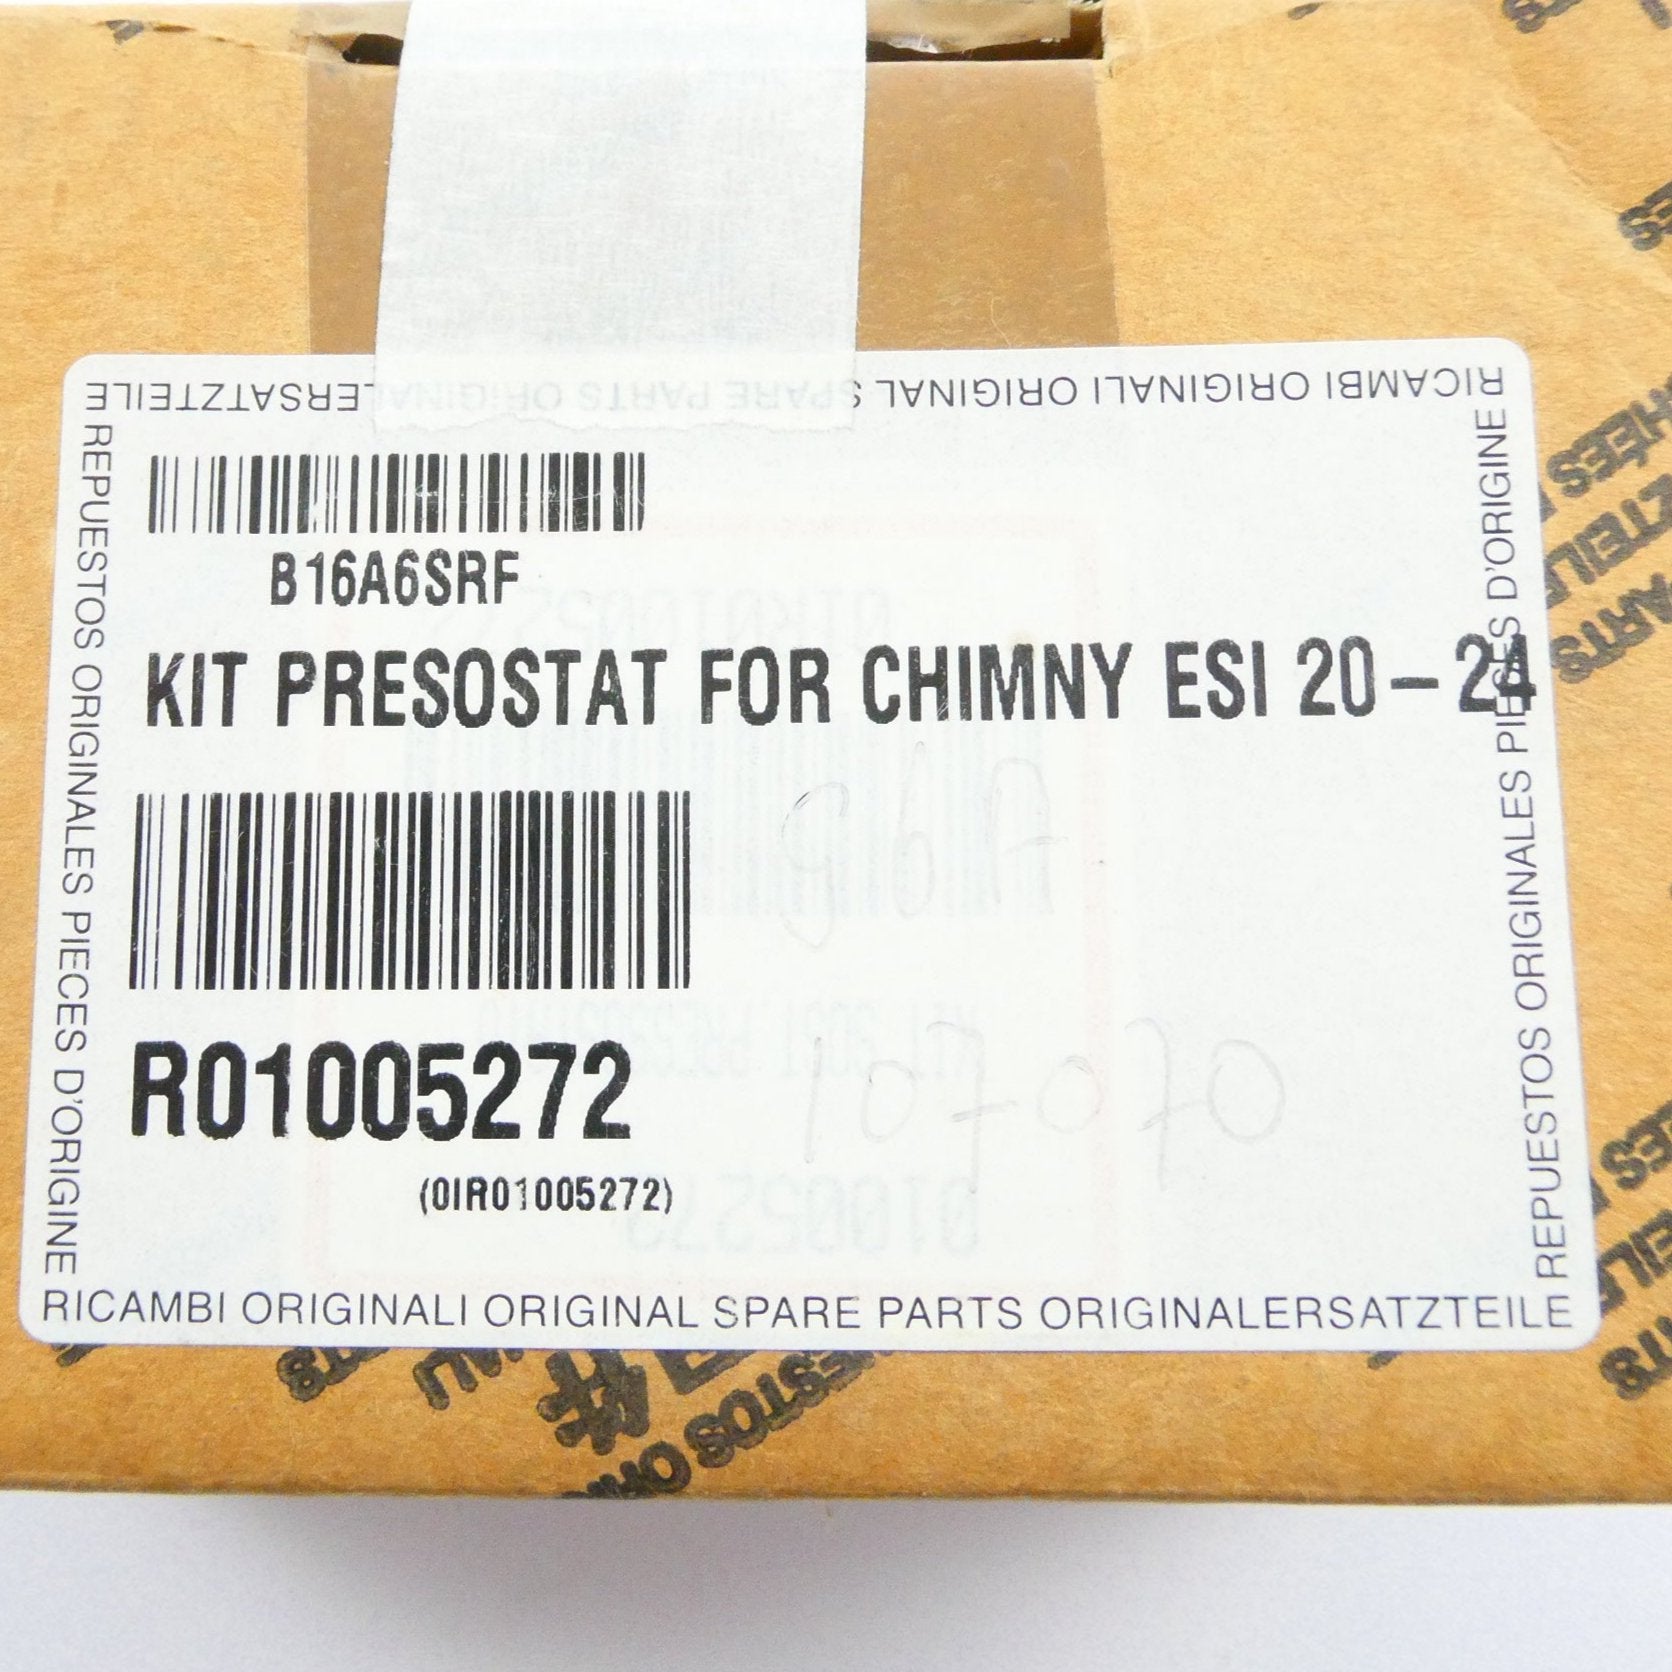 RICAMBI ORIGINALI ORIGINAL SPARE PARTS ORIGINALERSATZTEILE
REPUESTOS ORIGINALES PIECES D'ORIGINE
B16A6SRF
KIT PRESOSTAT FOR CHIMNY ESI 20-24
R01005272
(0IR01005272)
REPUESTOS ORIGINALES PIECES D'ORIGINE
RICAMBI ORIGINALI ORIGINAL SPARE PARTS ORIGINALERSATZTEILE